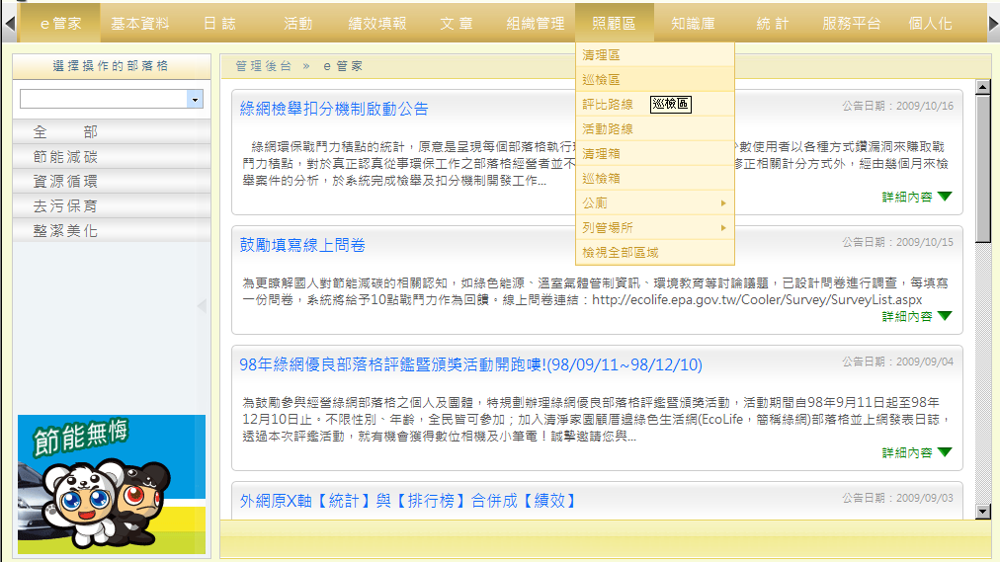 e管家 基本資料 日 誌 活動 績效填報 文 章 組織管理 照顧區 知識庫 統 計 服務平台 個人化
選擇操作的部落格
全 部
節能減碳
資源循環
去污保育
整潔美化
節能無悔
管理後台 » e管家
清理區
巡檢區
評比路線
巡檢區
活動路線
清理箱
巡檢箱
公廁
列管場所
檢視全部區域
綠網檢舉扣分機制啟動公告
公告日期：2009/10/16
綠網環保戰鬥力積點的統計，原意是呈現每個部落格執行環 少數使用者以各種方式鑽漏洞來賺取戰
鬥力積點，對於真正認真從事環保工作之部落格經營者並不 修正相關計分方式外，經由幾個月來檢
舉案件的分析，於系統完成檢舉及扣分機制開發工作...
詳細內容
鼓勵填寫線上問卷
公告日期：2009/10/15
為更瞭解國人對節能減碳的相關認知，如綠色能源、溫室氣體管制資訊、環境教育等討論議題，已設計問卷進行調查，每填寫
一份問卷，系統將給予10點戰鬥力作為回饋。線上問卷連結：http://ecolife.epa.gov.tw/Cooler/Survey/SurveyList.aspx
詳細內容
98年綠網優良部落格評鑑暨頒獎活動開跑嘍!(98/09/11~98/12/10)
公告日期：2009/09/04
為鼓勵參與經營綠網部落格之個人及團體，特規劃辦理綠網優良部落格評鑑暨頒獎活動，活動期間自98年9月11日起至98年
12月10日止。不限性別、年齡，全民皆可參加；加入清淨家園顧厝邊綠色生活網(EcoLife，簡稱綠網)部落格並上網發表日誌，
透過本次評鑑活動，就有機會獲得數位相機及小筆電！誠摯邀請您與...
詳細內容
外網原X軸【統計】與【排行榜】合併成【績效】
公告日期：2009/09/03